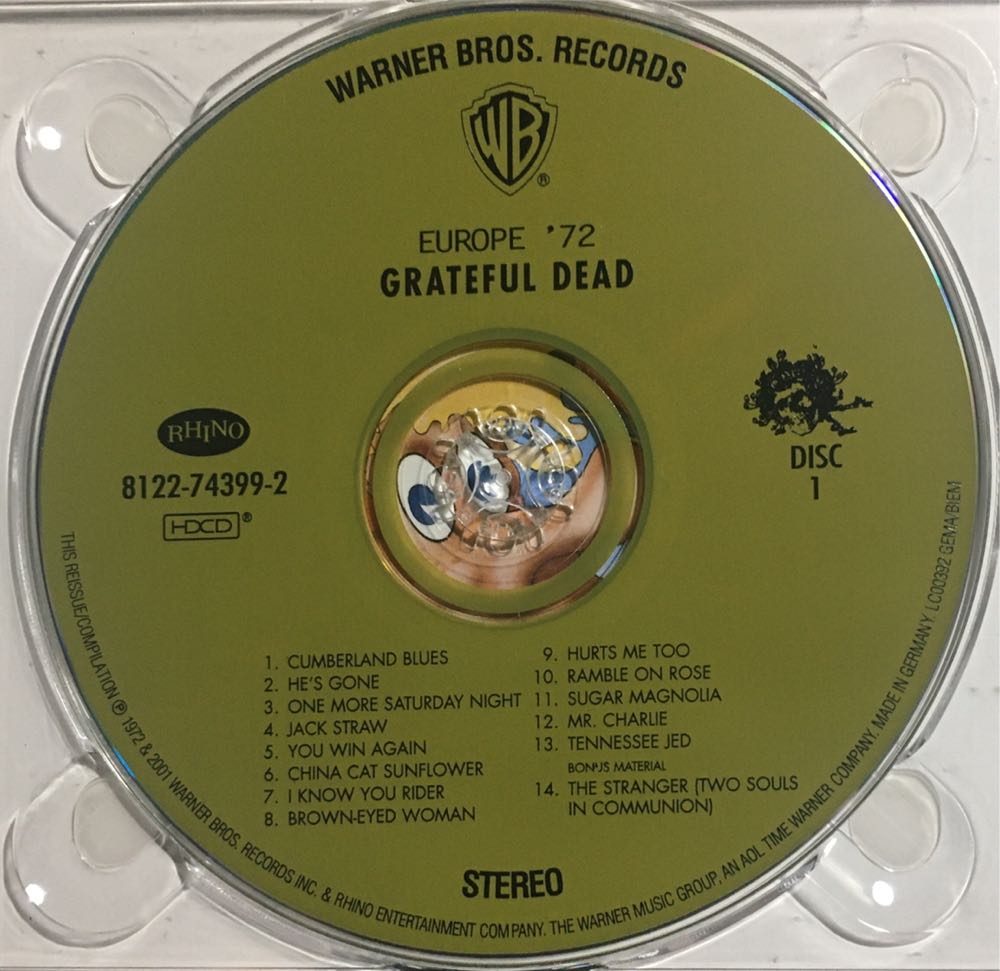 WARNER BROS. RECORDS
WB®
EUROPE '72
GRATEFUL DEAD
RHINO
8122-74399-2
HDCD®
DISC
1
1. CUMBERLAND BLUES
2. HE'S GONE
3. ONE MORE SATURDAY NIGHT
4. JACK STRAW
5. YOU WIN AGAIN
6. CHINA CAT SUNFLOWER
7. I KNOW YOU RIDER
8. BROWN-EYED WOMAN
9. HURTS ME TOO
10. RAMBLE ON ROSE
11. SUGAR MAGNOLIA
12. MR. CHARLIE
13. TENNESSEE JED
BONUS MATERIAL
14. THE STRANGER (TWO SOULS
IN COMMUNION)
STEREO
THIS REISSUE/COMPILATION ℗ 1972 & 2001 WARNER BROS. RECORDS INC. & RHINO ENTERTAINMENT COMPANY. THE WARNER MUSIC GROUP, AN AOL TIME WARNER COMPANY. MADE IN GERMANY. LC00392 GEMA/BIEM